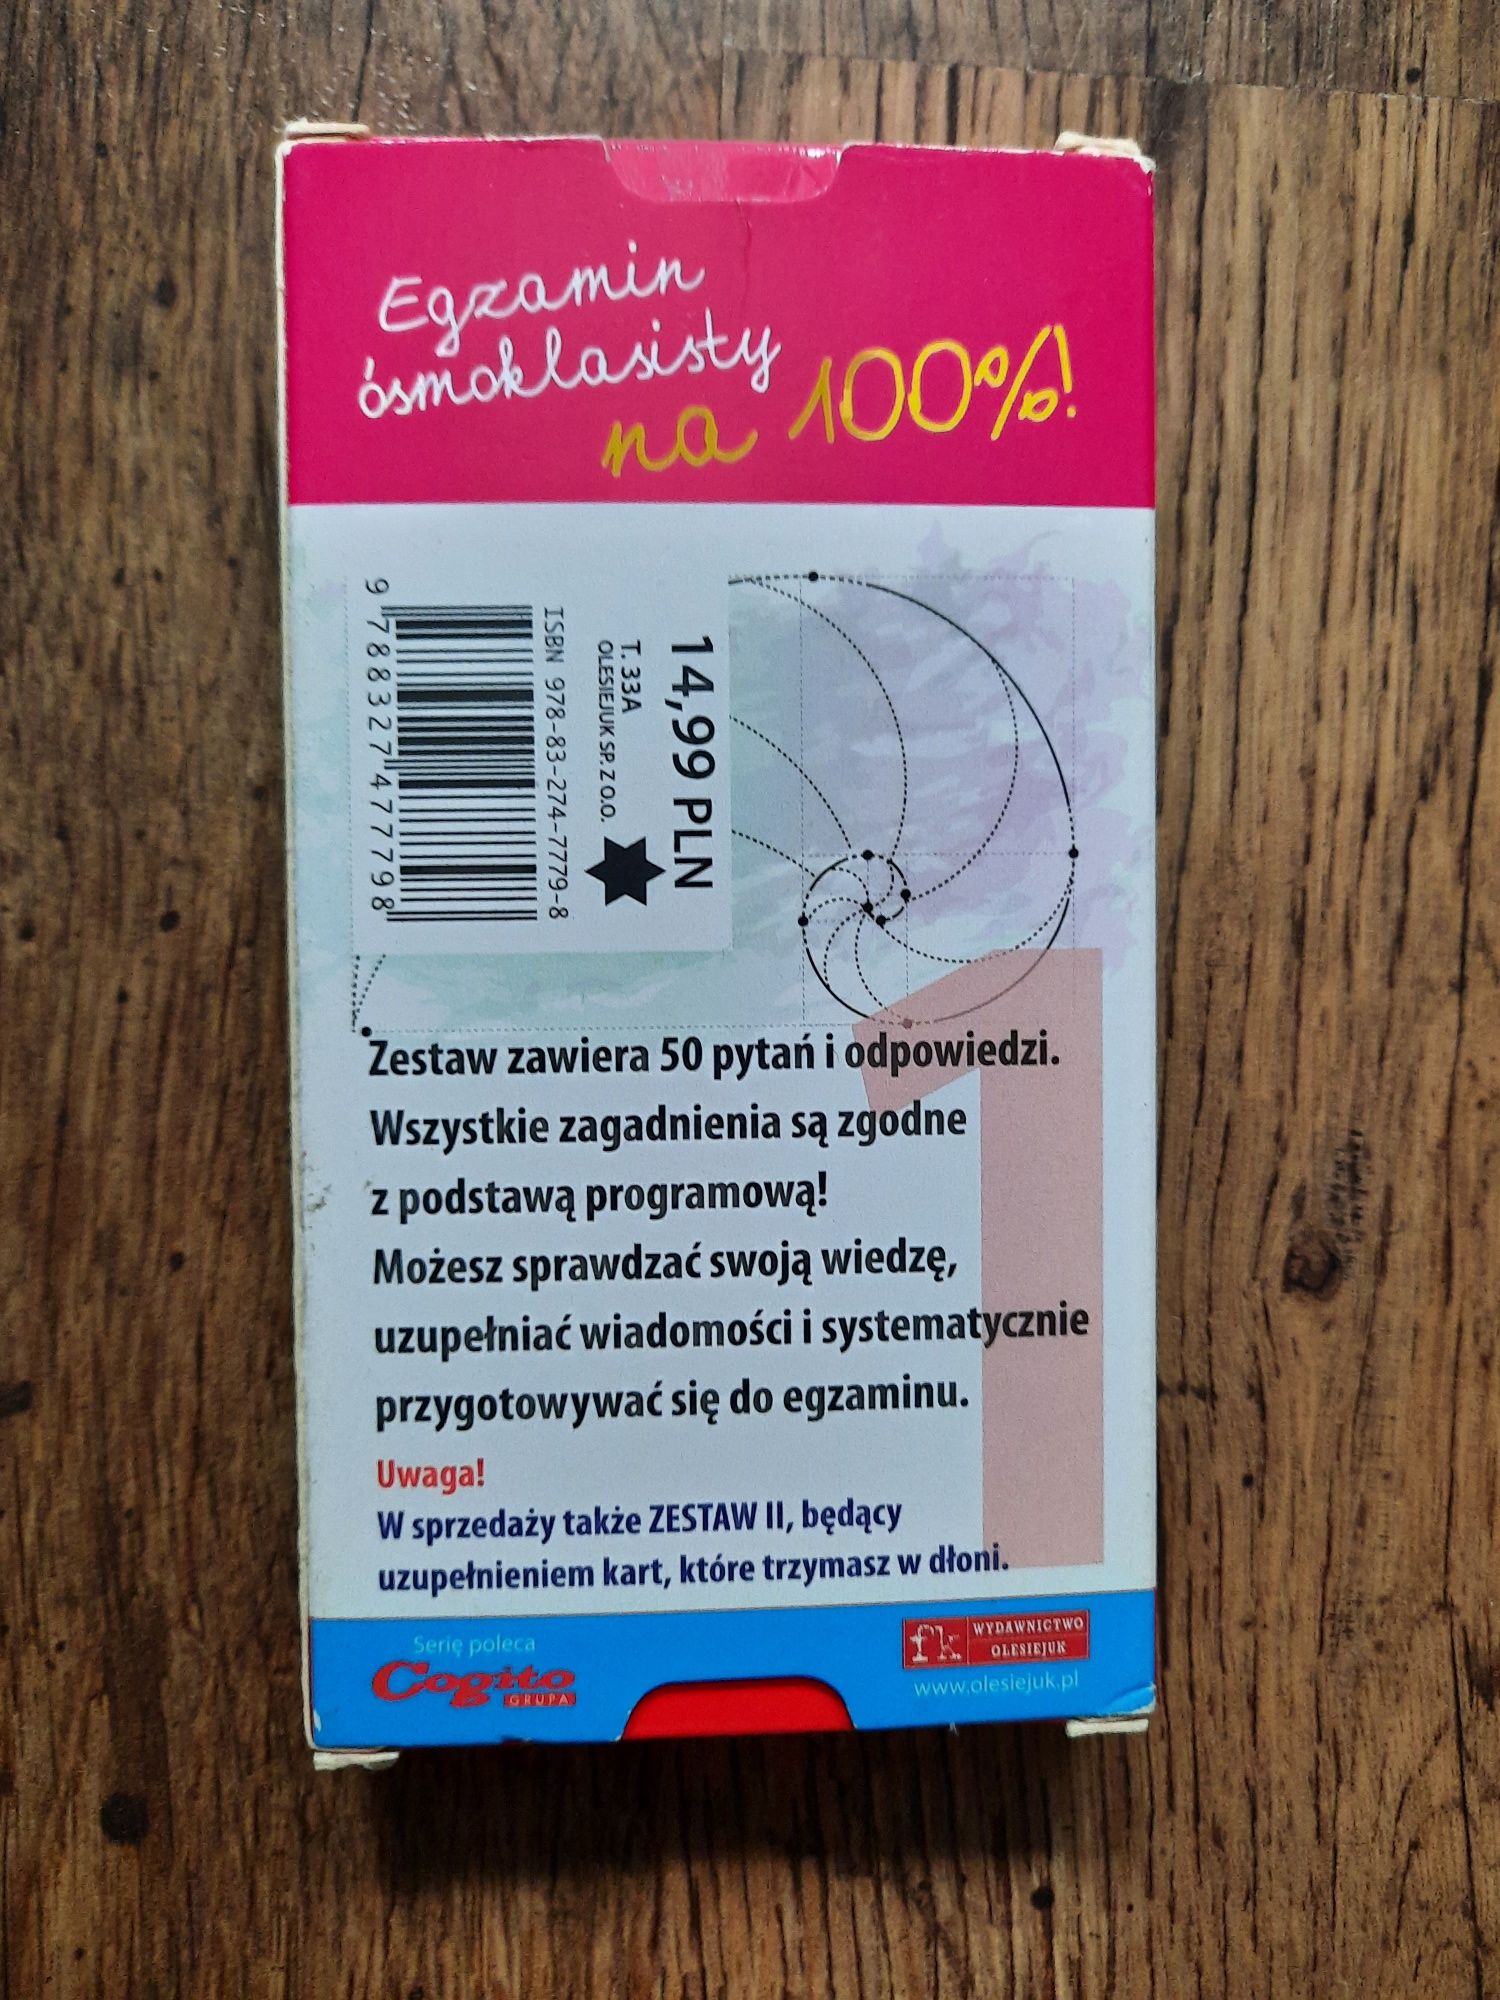 Egzamin
ósmoklasisty
na 100%!
14,99 PLN
T. 33A
OLESIEJUK SP. Z O.O.
ISBN 978-83-274-7779-8
9 788327 477798
1
Zestaw zawiera 50 pytań i odpowiedzi.
Wszystkie zagadnienia są zgodne
z podstawą programową!
Możesz sprawdzać swoją wiedzę,
uzupełniać wiadomości i systematycznie
przygotowywać się do egzaminu.
Uwaga!
W sprzedaży także ZESTAW II, będący
uzupełnieniem kart, które trzymasz w dłoni.
Serię poleca
Cogito
GRUPA
fk WYDAWNICTWO
OLESIEJUK
www.olesiejuk.pl